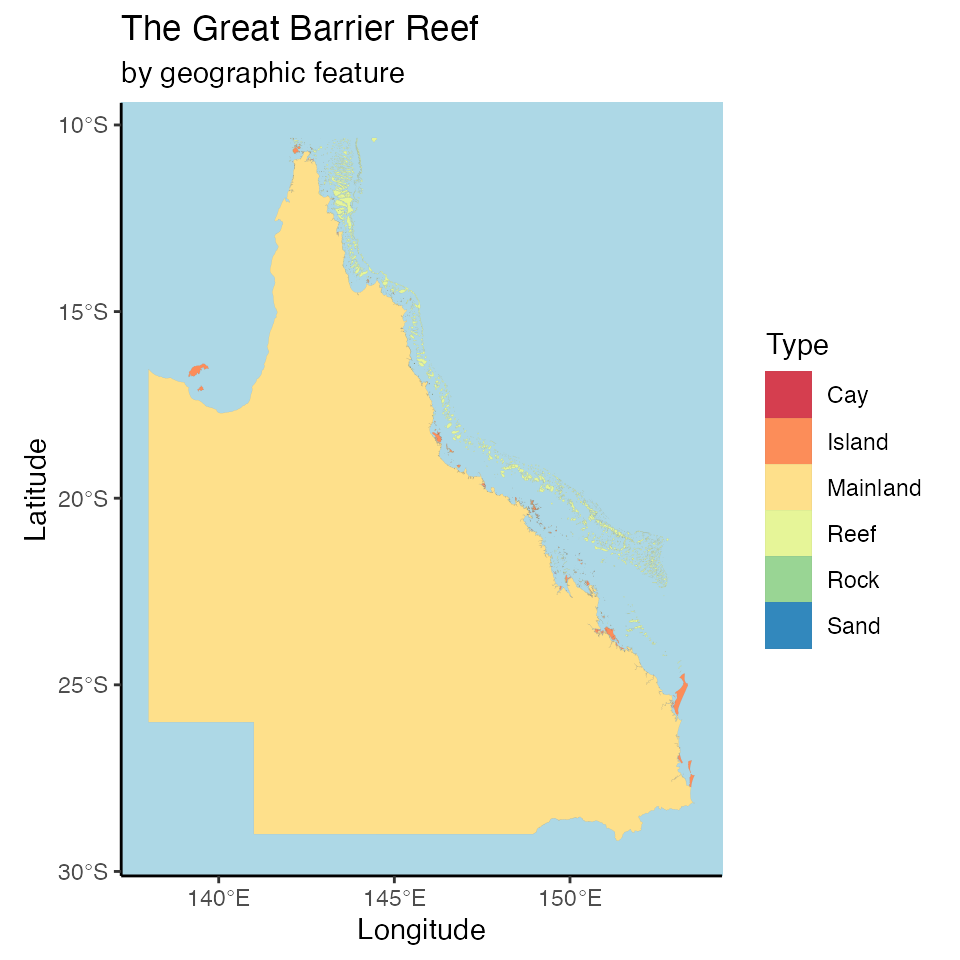 The Great Barrier Reef
by geographic feature
10°S
15°S
20°S
25°S
30°S
Latitude
140°E
145°E
150°E
Longitude
Type
Cay
Island
Mainland
Reef
Rock
Sand